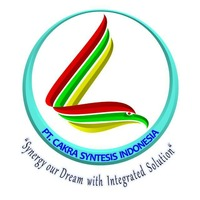 PT. CAKRA SYNTESIS INDONESIA
"Synergy our Dream with Integrated Solution"